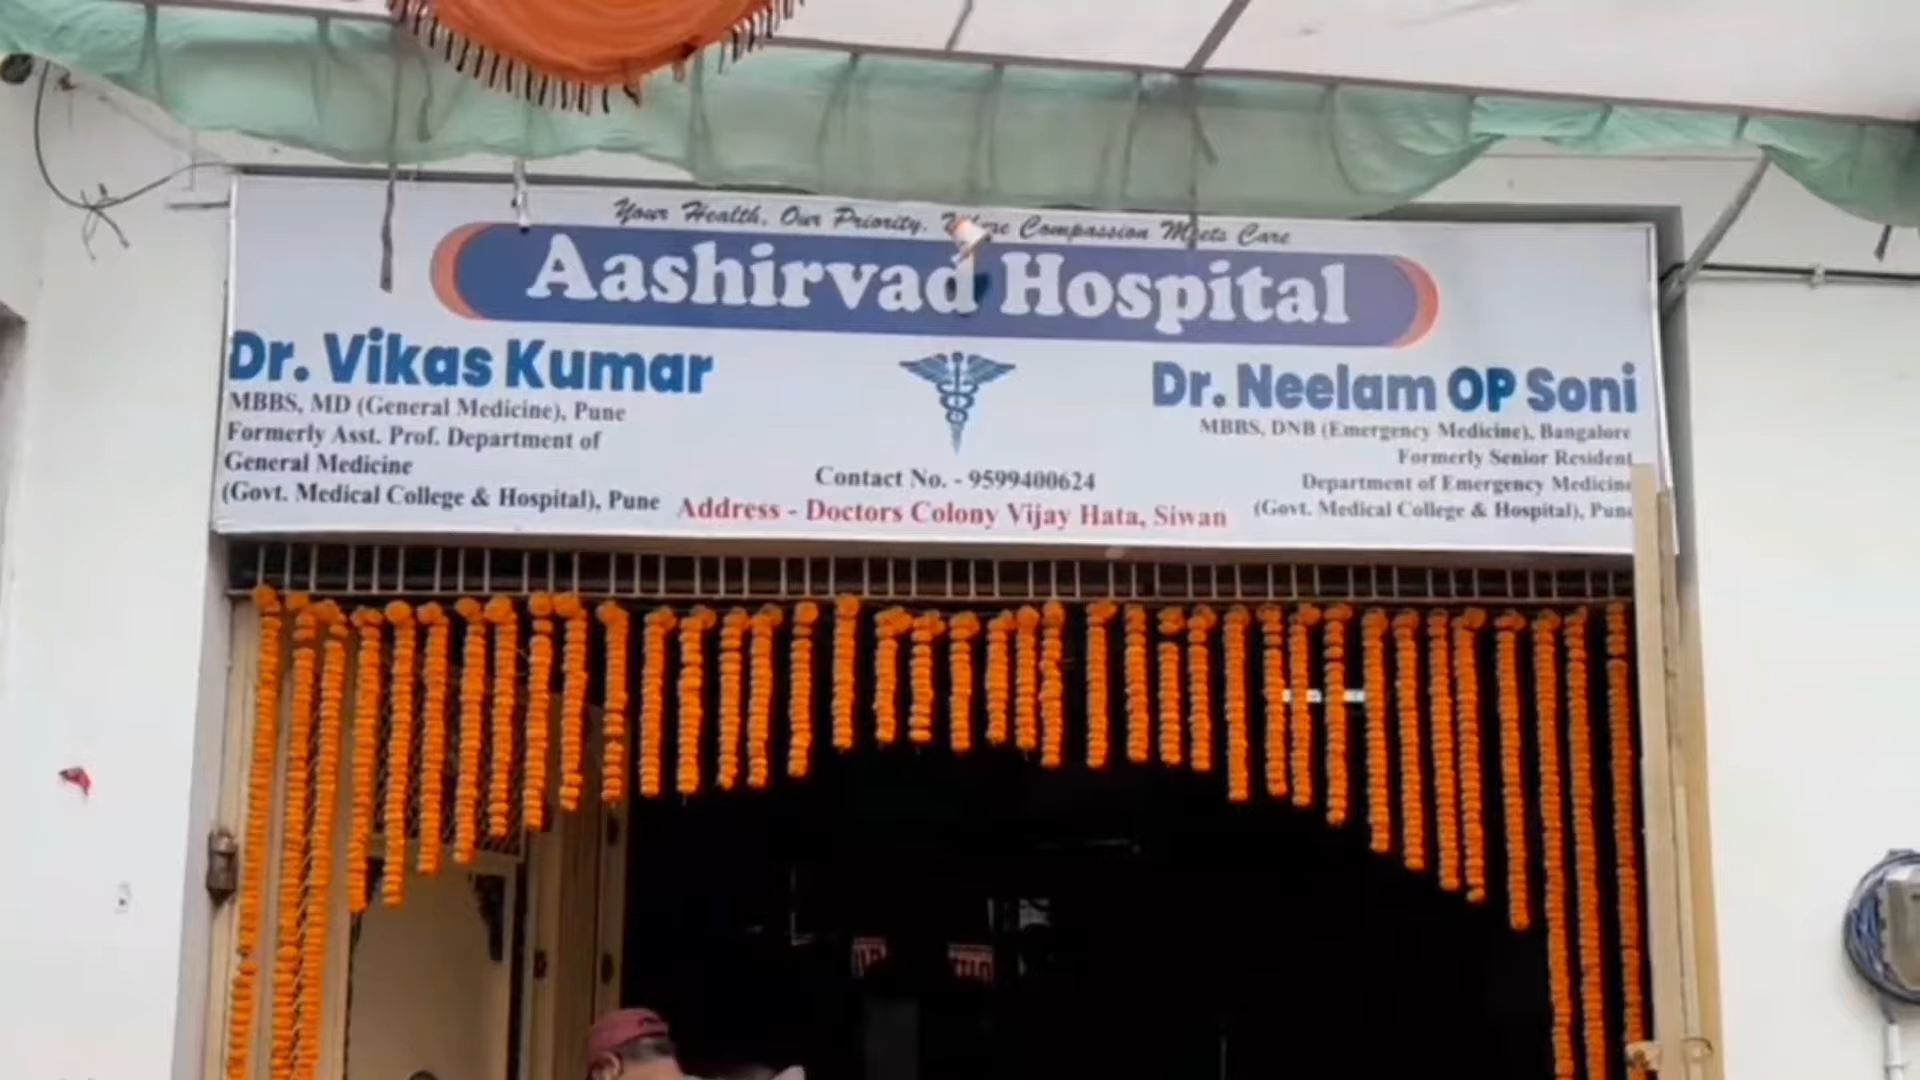 Your Health, Our Priority. Where Compassion Meets Care
Aashirvad Hospital
Dr. Vikas Kumar
MBBS, MD (General Medicine), Pune
Formerly Asst. Prof. Department of
General Medicine
(Govt. Medical College & Hospital), Pune
Contact No. - 9599400624
Address - Doctors Colony Vijay Hata, Siwan
Dr. Neelam OP Soni
MBBS, DNB (Emergency Medicine), Bangalore
Formerly Senior Resident
Department of Emergency Medicine
(Govt. Medical College & Hospital), Pune